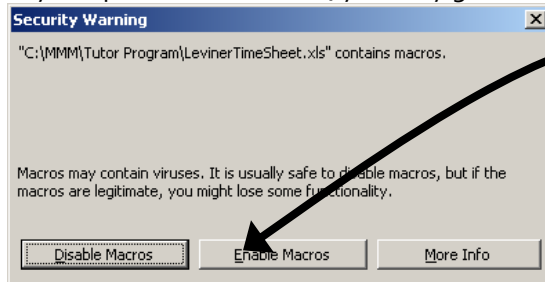 Security Warning
"C:\MMM\Tutor Program\LevinerTimeSheet.xls" contains macros.
Macros may contain viruses. It is usually safe to disable macros, but if the
macros are legitimate, you might lose some functionality.
Disable Macros Enable Macros More Info